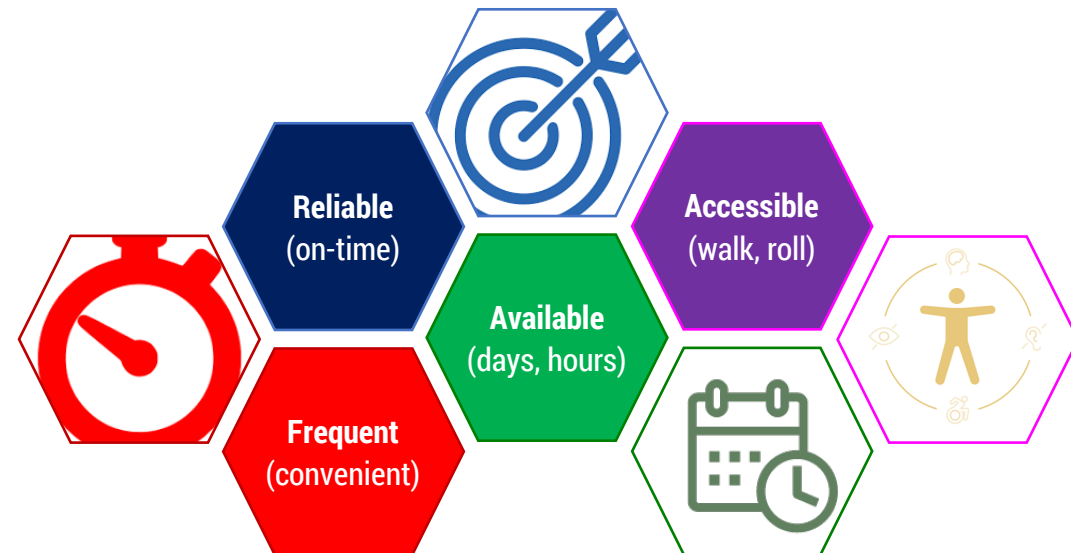 Reliable
(on-time)
Accessible
(walk, roll)
Available
(days, hours)
Frequent
(convenient)